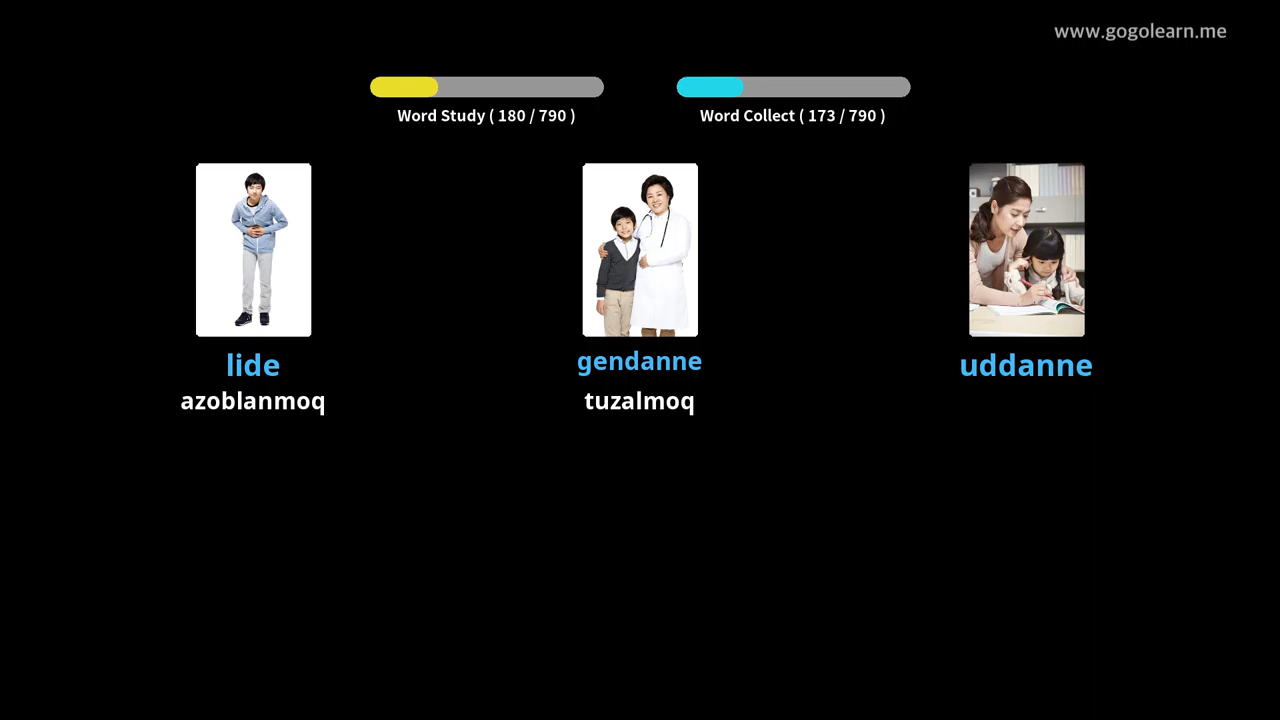 www.gogolearn.me
Word Study ( 180 / 790 )
Word Collect ( 173 / 790 )
lide
azoblanmoq
gendanne
tuzalmoq
uddanne